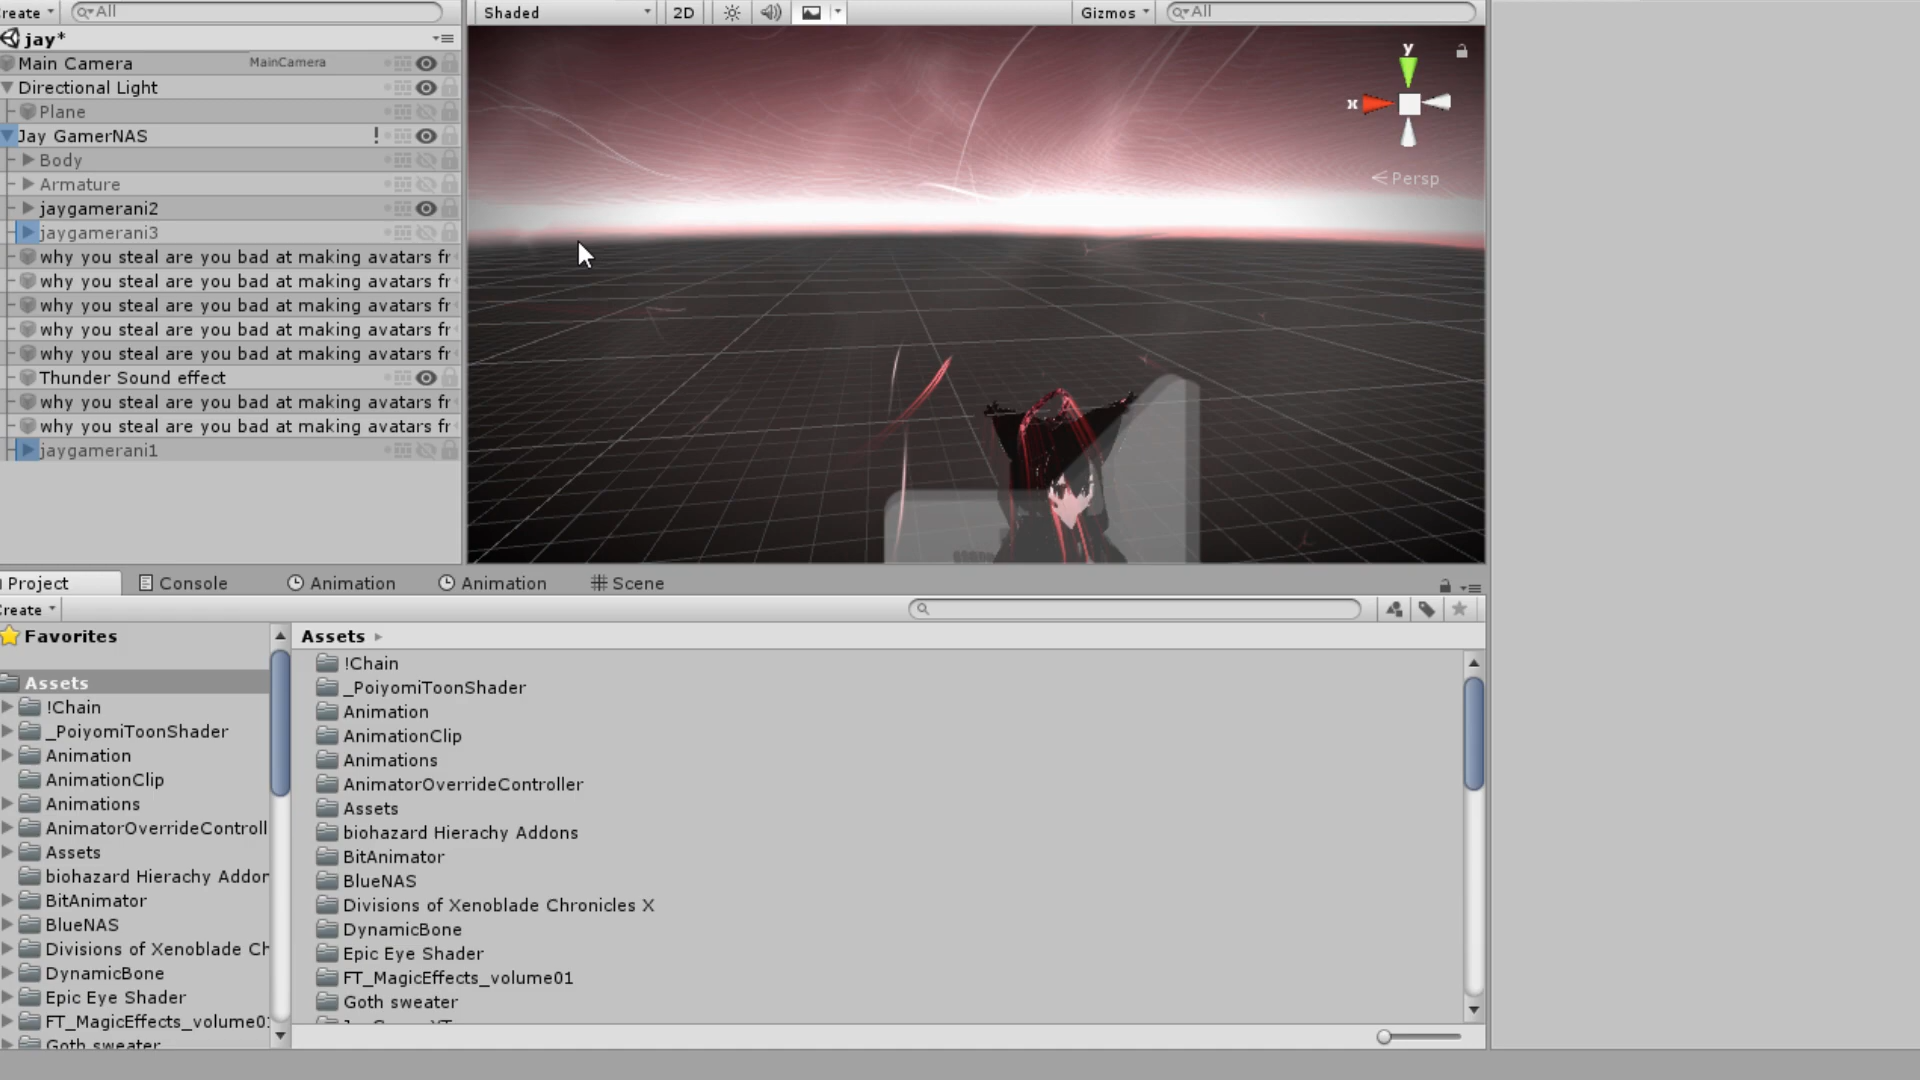 All
Shaded
2D
Gizmos
All
jay*
Main Camera
MainCamera
Directional Light
Plane
Jay GamerNAS
!
Body
Armature
jaygamerani2
jaygamerani3
why you steal are you bad at making avatars fr
why you steal are you bad at making avatars fr
why you steal are you bad at making avatars fr
why you steal are you bad at making avatars fr
why you steal are you bad at making avatars fr
Thunder Sound effect
why you steal are you bad at making avatars fr
why you steal are you bad at making avatars fr
jaygamerani1
y
x
Persp
Project
Console
Animation
Animation
Scene
reate
Favorites
Assets
!Chain
_PoiyomiToonShader
Animation
AnimationClip
Animations
AnimatorOverrideControll
Assets
biohazard Hierachy Addor
BitAnimator
BlueNAS
Divisions of Xenoblade Ch
DynamicBone
Epic Eye Shader
FT_MagicEffects_volume0
Goth sweater
Assets
!Chain
_PoiyomiToonShader
Animation
AnimationClip
Animations
AnimatorOverrideController
Assets
biohazard Hierachy Addons
BitAnimator
BlueNAS
Divisions of Xenoblade Chronicles X
DynamicBone
Epic Eye Shader
FT_MagicEffects_volume01
Goth sweater